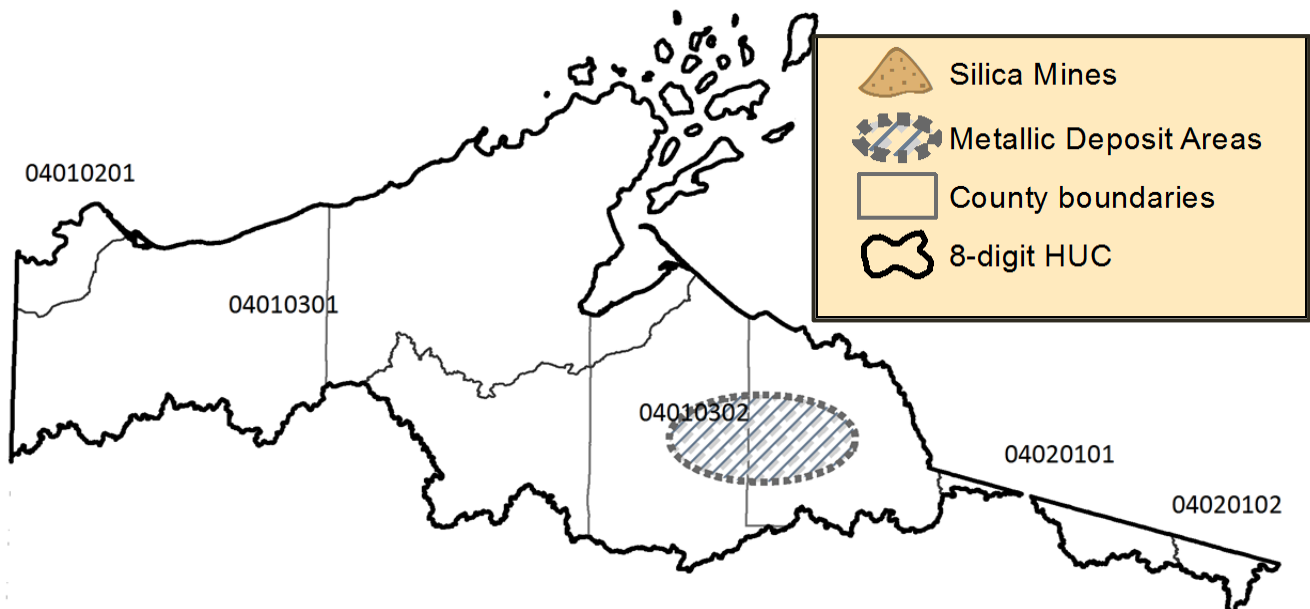 Silica Mines
Metallic Deposit Areas
County boundaries
8-digit HUC
04010201
04010301
04010302
04020101
04020102